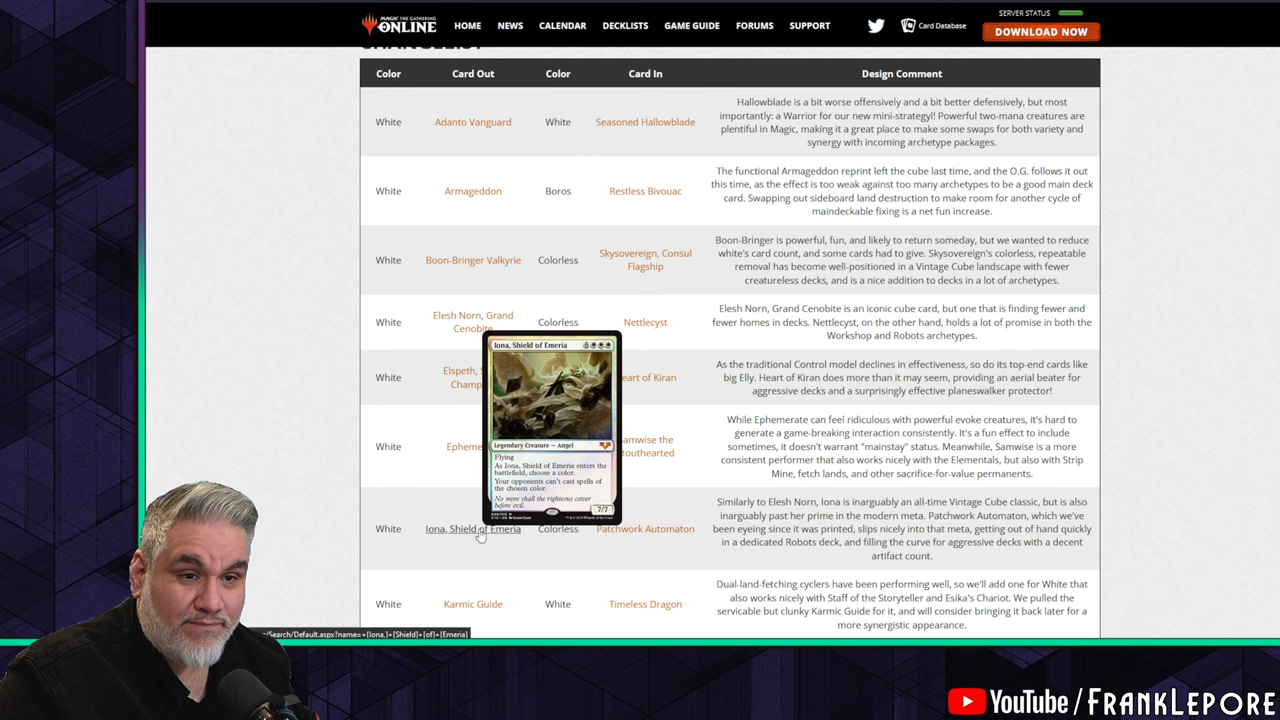 MAGIC THE GATHERING
ONLINE
HOME
NEWS
CALENDAR
DECKLISTS
GAME GUIDE
FORUMS
SUPPORT
Card Database
SERVER STATUS
DOWNLOAD NOW
CHANGELIST
Color
Card Out
Color
Card In
Design Comment
White
Adanto Vanguard
White
Seasoned Hallowblade
Hallowblade is a bit worse offensively and a bit better defensively, but most
importantly: a Warrior for our new mini-strategy! Powerful two-mana creatures are
plentiful in Magic, making it a great place to make some swaps for both variety and
synergy with incoming archetype packages.
White
Armageddon
Boros
Restless Bivouac
The functional Armageddon reprint left the cube last time, and the O.G. follows it out
this time, as the effect is too weak against too many archetypes to be a good main deck
card. Swapping out sideboard land destruction to make room for another cycle of
maindeckable fixing is a net fun increase.
White
Boon-Bringer Valkyrie
Colorless
Skysovereign, Consul
Flagship
Boon-Bringer is powerful, fun, and likely to return someday, but we wanted to reduce
white's card count, and some cards had to give. Skysovereign's colorless, repeatable
removal has become well-positioned in a Vintage Cube landscape with fewer
creatureless decks, and is a nice addition to decks in a lot of archetypes.
White
Elesh Norn, Grand
Cenobite
Colorless
Nettlecyst
Elesh Norn, Grand Cenobite is an iconic cube card, but one that is finding fewer and
fewer homes in decks. Nettlecyst, on the other hand, holds a lot of promise in both the
Workshop and Robots archetypes.
White
Elspeth, S
Champ
eart of Kiran
As the traditional Control model declines in effectiveness, so do its top-end cards like
big Elly. Heart of Kiran does more than it may seem, providing an aerial beater for
aggressive decks and a surprisingly effective planeswalker protector!
White
Epheme
amwise the
touthearted
While Ephemerate can feel ridiculous with powerful evoke creatures, it's hard to
generate a game-breaking interaction consistently. It's a fun effect to include
sometimes, it doesn't warrant "mainstay" status. Meanwhile, Samwise is a more
consistent performer that also works nicely with the Elementals, but also with Strip
Mine, fetch lands, and other sacrifice-for-value permanents.
Iona, Shield of Emeria
Legendary Creature — Angel
Flying
As Iona, Shield of Emeria enters the
battlefield, choose a color.
Your opponents can't cast spells of
the chosen color.
No more shall the righteous cower
before evil.
7/7
White
Iona, Shield of Emeria
Colorless
Patchwork Automaton
Similarly to Elesh Norn, Iona is inarguably an all-time Vintage Cube classic, but is also
inarguably past her prime in the modern meta. Patchwork Automaton, which we've
been eyeing since it was printed, slips nicely into that meta, getting out of hand quickly
in a dedicated Robots deck, and filling the curve for aggressive decks with a decent
artifact count.
White
Karmic Guide
White
Timeless Dragon
Dual-land-fetching cyclers have been performing well, so we'll add one for White that
also works nicely with Staff of the Storyteller and Esika's Chariot. We pulled the
servicable but clunky Karmic Guide for it, and will consider bringing it back later for a
more synergistic appearance.
/Search/Default.aspx?name=+[Iona,]+[Shield]+[of]+[Emeria]
YouTube/FrankLepore